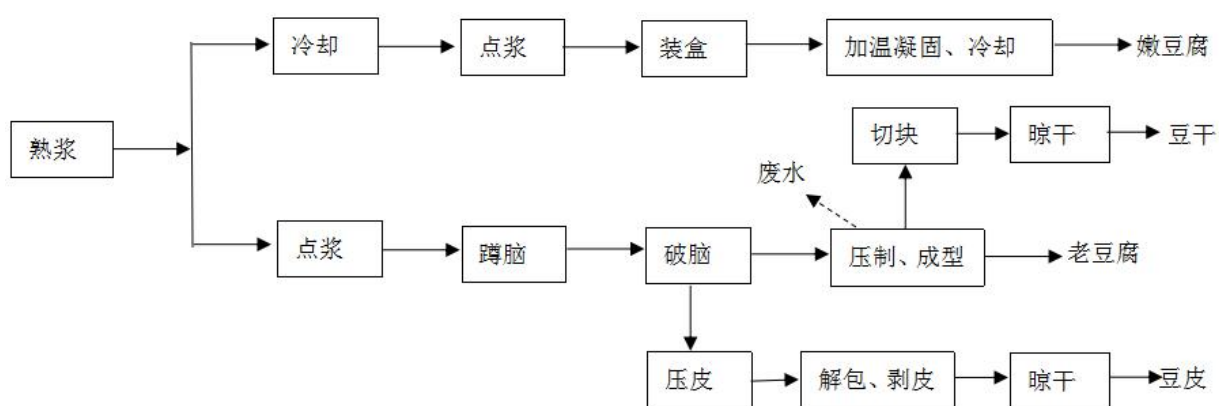 冷却
点浆
装盒
加温凝固、冷却
嫩豆腐
熟浆
切块
晾干
豆干
废水
点浆
蹲脑
破脑
压制、成型
老豆腐
压皮
解包、剥皮
晾干
豆皮